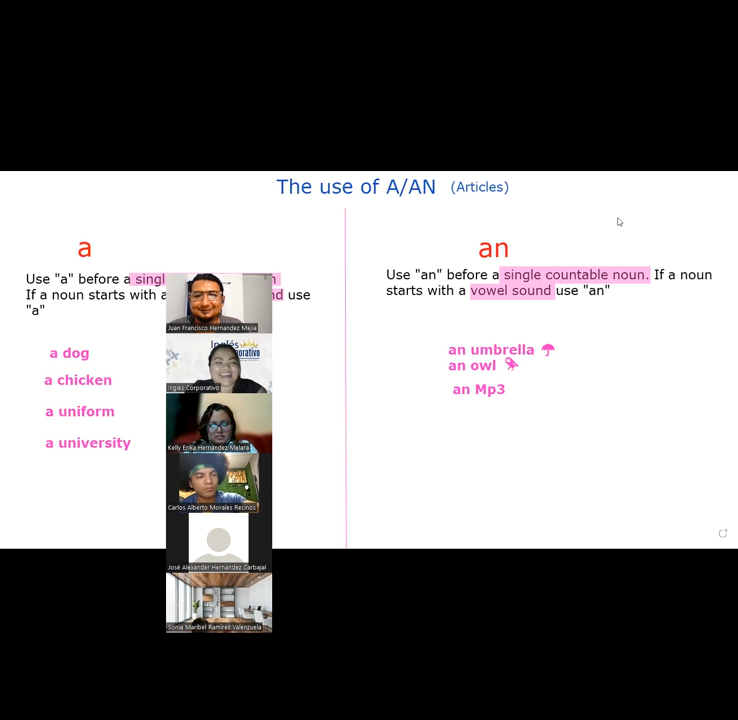 The use of A/AN (Articles)
a
Use "a" before a singl
If a noun starts with a nd use
"a"
a dog
a chicken
a uniform
a university
an
Use "an" before a single countable noun. If a noun
starts with a vowel sound use "an"
an umbrella
an owl
an Mp3
Juan Francisco Hernandez Mejia
Inglés
orativo
Ingles Corporativo
Kelly Erika Hernández Melara
Carlos Alberto Morales Recinos
José Alexander Hernández Carbajal
Sonia Maribel Ramirez Valenzuela